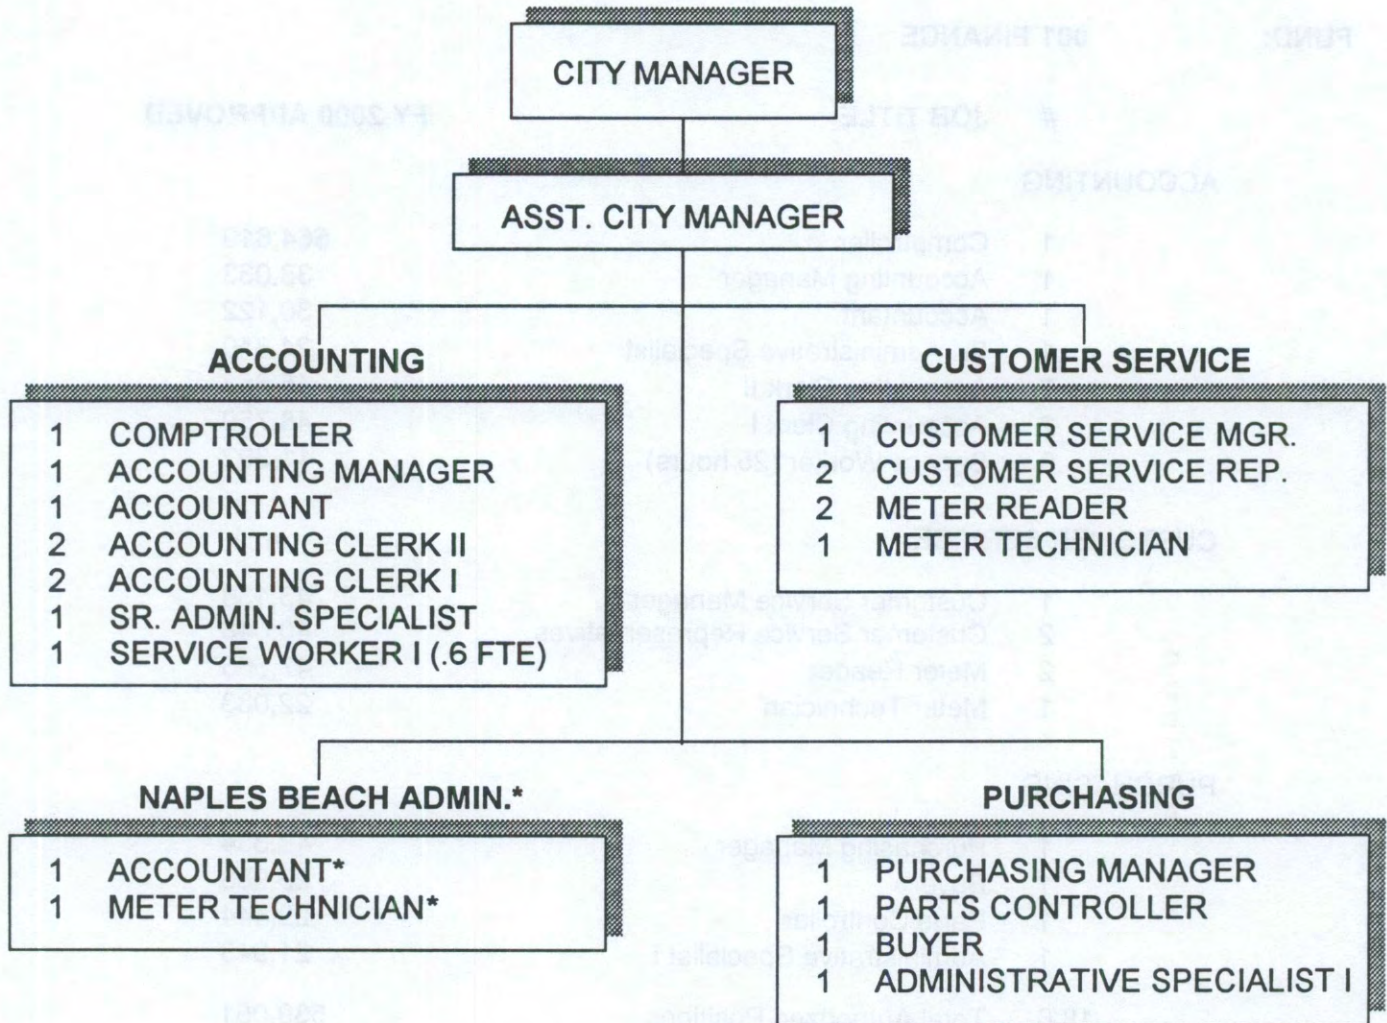 CITY MANAGER
ASST. CITY MANAGER
ACCOUNTING
1 COMPTROLLER
1 ACCOUNTING MANAGER
1 ACCOUNTANT
2 ACCOUNTING CLERK II
2 ACCOUNTING CLERK I
1 SR. ADMIN. SPECIALIST
1 SERVICE WORKER I (.6 FTE)
CUSTOMER SERVICE
1 CUSTOMER SERVICE MGR.
2 CUSTOMER SERVICE REP.
2 METER READER
1 METER TECHNICIAN
NAPLES BEACH ADMIN.*
1 ACCOUNTANT*
1 METER TECHNICIAN*
PURCHASING
1 PURCHASING MANAGER
1 PARTS CONTROLLER
1 BUYER
1 ADMINISTRATIVE SPECIALIST I